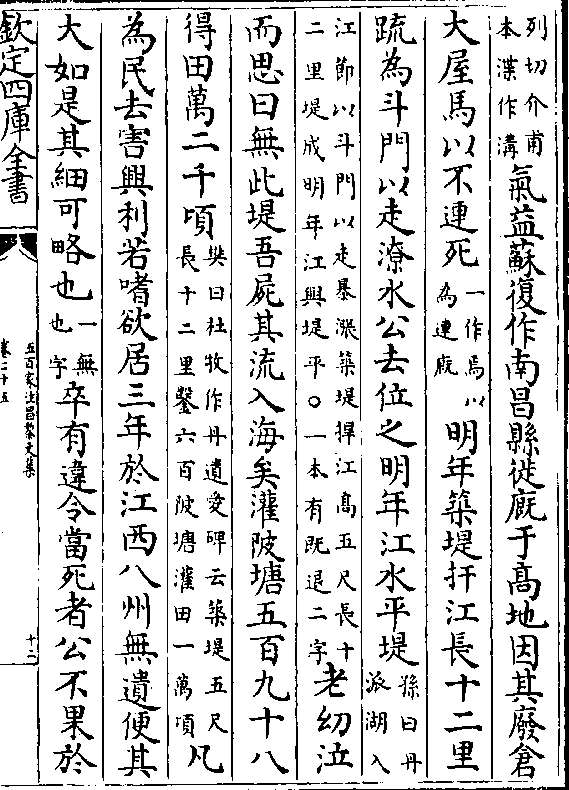 列切介甫本渫作溝氣益蘇復作南昌縣徙厩于高地因其廢倉
大屋馬以不連死一作馬以為連厩明年築堤扞江長十二里
疏為斗門以走潦水公去位之明年江水平堤孫曰丹派湖入
江節以斗門以走暴漲築堤捍江高五尺長十二里堤成明年江與堤平○一本有既退二字老幼泣
而思曰無此堤吾屍其流入海矣灌陂塘五百九十八
得田萬二千頃樊曰杜牧作丹遺愛碑云築堤五尺長十二里鑿六百陂塘灌田一萬頃凡
為民去害興利若嗜欲居三年於江西八州無遺便其
大如是其細可略也一無也字卒有違令當死者公不果於
欽定四庫全書
五百家注昌黎文集
卷二十五
十二